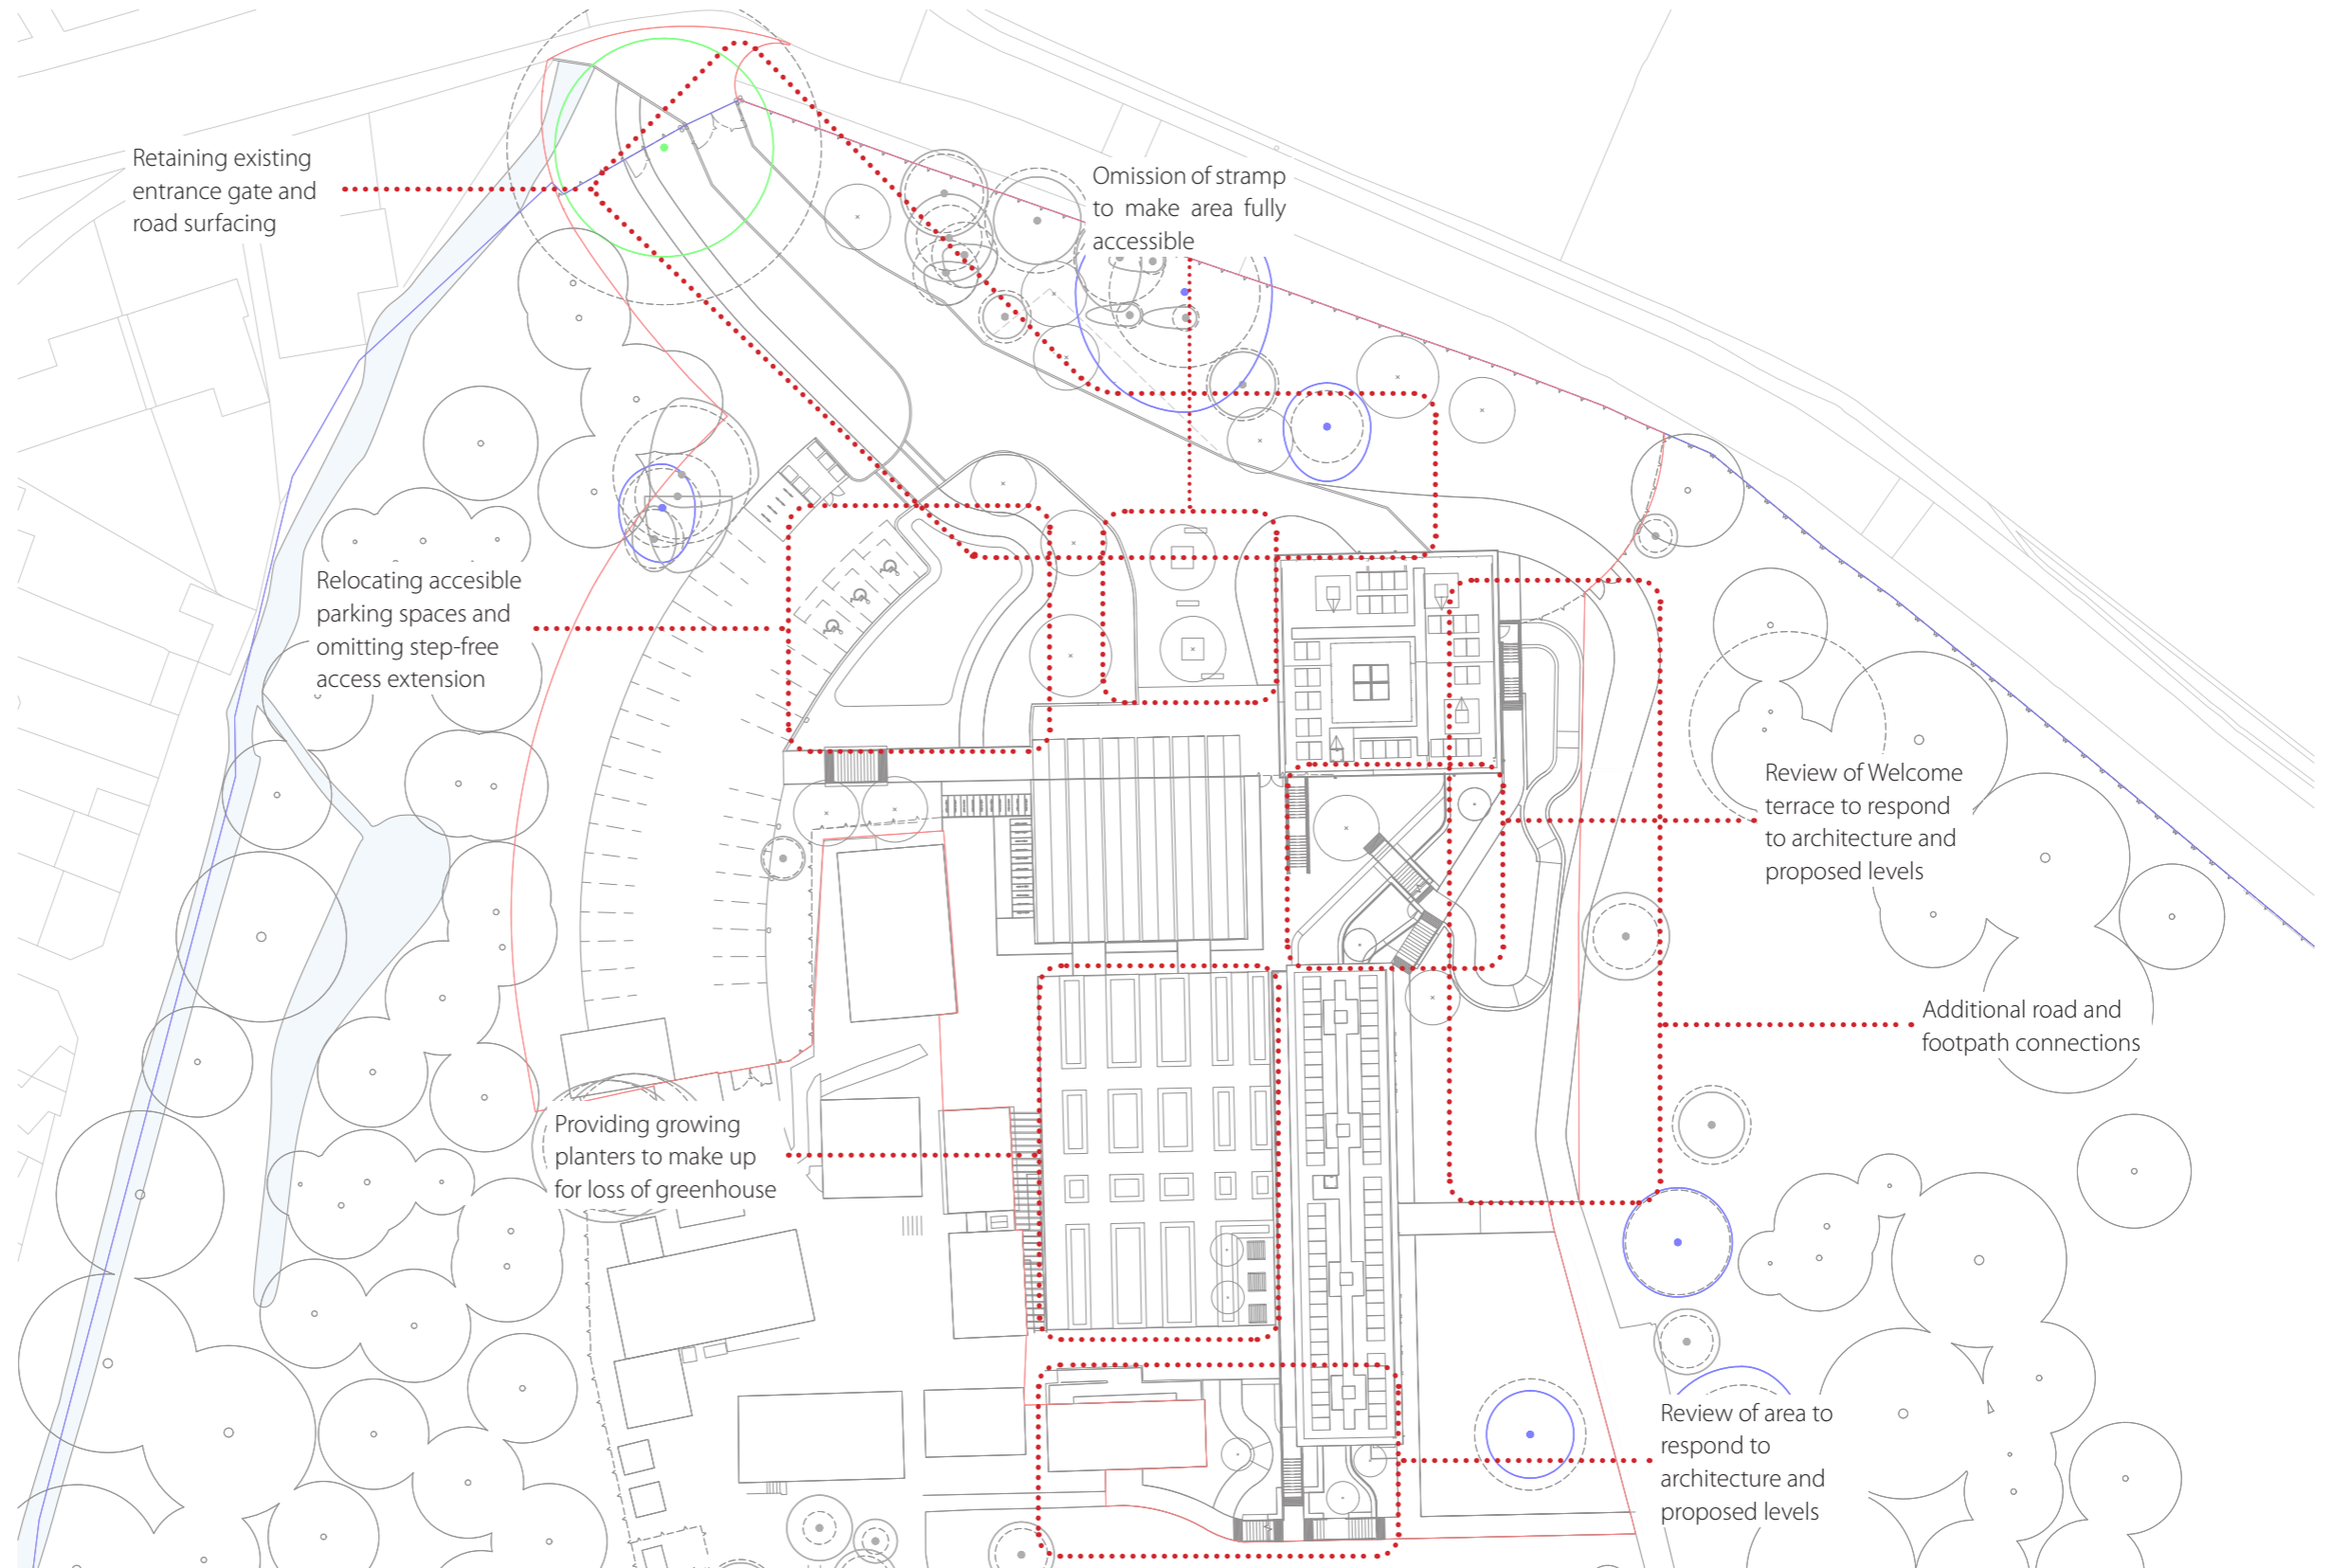 Retaining existing
entrance gate and
road surfacing
Omission of stramp
to make area fully
accessible
Relocating accesible
parking spaces and
omitting step-free
access extension
Review of Welcome
terrace to respond
to architecture and
proposed levels
Additional road and
footpath connections
Providing growing
planters to make up
for loss of greenhouse
Review of area to
respond to
architecture and
proposed levels